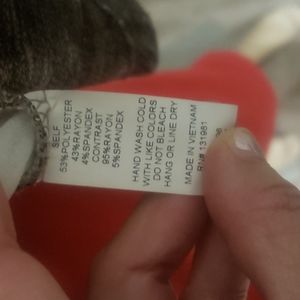 SELF
53%POLYESTER
43%RAYON
4%SPANDEX
CONTRAST
95%RAYON
5%SPANDEX
HAND WASH COLD
WITH LIKE COLORS
DO NOT BLEACH
HANG OR LINE DRY
MADE IN VIETNAM
RN# 131981